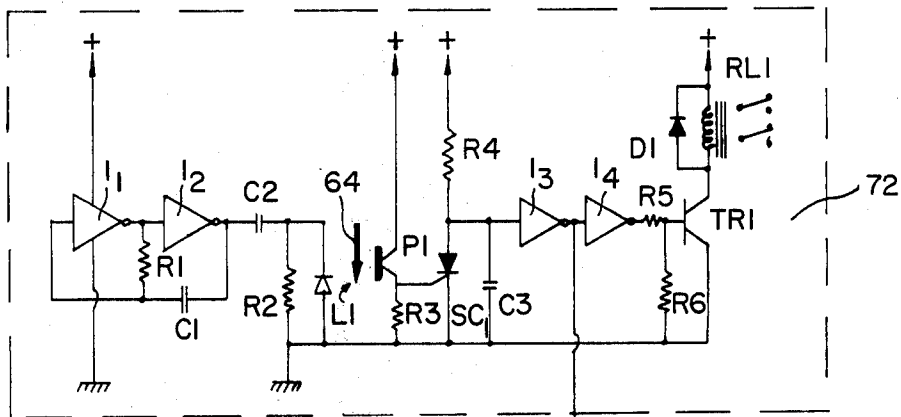 + + + +
RL1
R4
D1
I1 I2 C2 64 I3 I4 R5
72
P1 TR1
R1
R2 L1 R3 SC1 C3 R6
C1